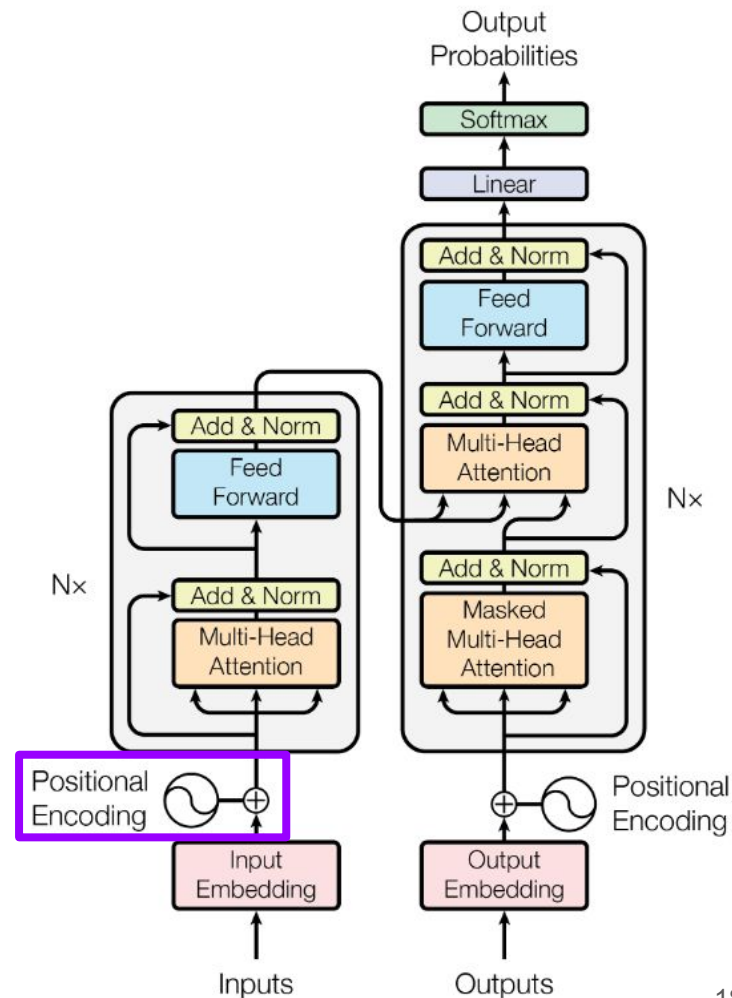 Output
Probabilities
Softmax
Linear
Add & Norm
Feed
Forward
Add & Norm
Multi-Head
Attention
Add & Norm
Masked
Multi-Head
Attention
Nx
Add & Norm
Feed
Forward
Add & Norm
Multi-Head
Attention
Nx
Positional
Encoding
Positional
Encoding
Input
Embedding
Output
Embedding
Inputs
Outputs